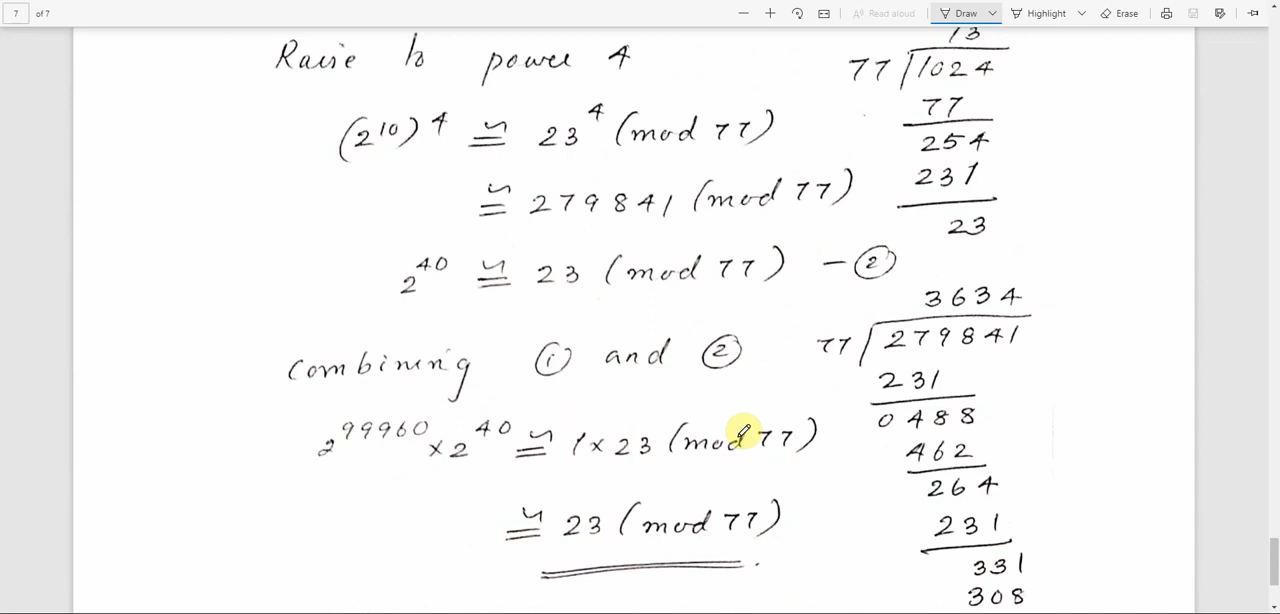 7 of 7 Read aloud Draw Highlight Erase
Raise to power 4
(2^10)^4 ≅ 23^4 (mod 77)
≅ 279841 (mod 77)
2^40 ≅ 23 (mod 77) - ②
Combining ① and ②
2^99960 × 2^40 ≅ 1 × 23 (mod 77)
≅ 23 (mod 77)
13
77 1024
77
254
231
23
3634
77 279841
231
0488
462
264
231
331
308